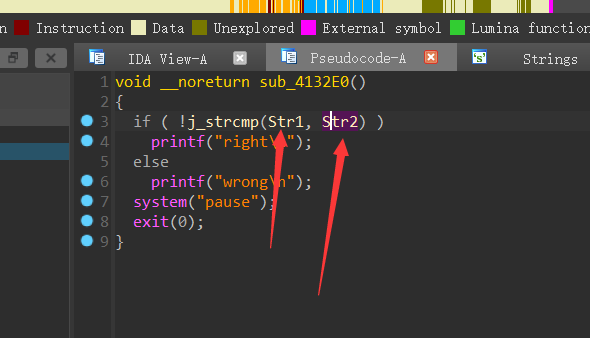 n Instruction Data Unexplored External symbol Lumina function
IDA View-A Pseudocode-A Strings
1 void __noreturn sub_4132E0()
2 {
3 if ( !j_strcmp(Str1, Str2) )
4 printf("right\n");
5 else
6 printf("wrong\n");
7 system("pause");
8 exit(0);
9 }